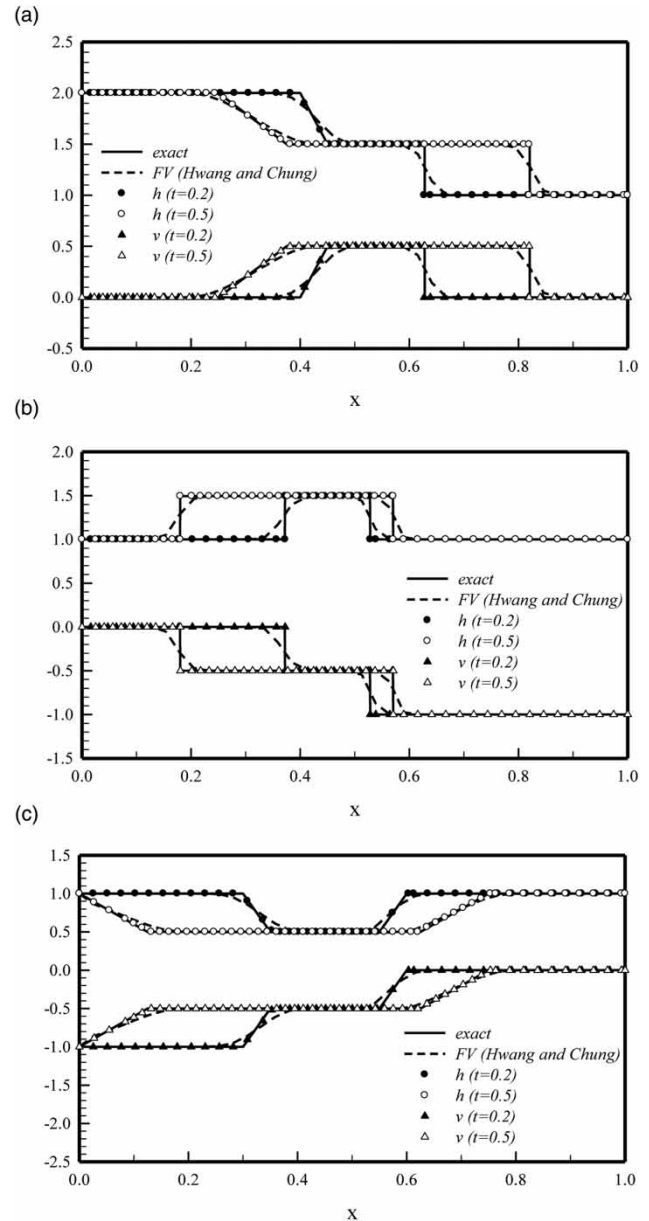 (a)
2.5
2.0
1.5
1.0
0.5
0.0
-0.5
exact
FV (Hwang and Chung)
h (t=0.2)
h (t=0.5)
v (t=0.2)
v (t=0.5)
0.0 0.2 0.4 0.6 0.8 1.0
x
(b)
2.0
1.5
1.0
0.5
0.0
-0.5
-1.0
-1.5
exact
FV (Hwang and Chung)
h (t=0.2)
h (t=0.5)
v (t=0.2)
v (t=0.5)
0.0 0.2 0.4 0.6 0.8 1.0
x
(c)
1.5
1.0
0.5
0.0
-0.5
-1.0
-1.5
-2.0
-2.5
exact
FV (Hwang and Chung)
h (t=0.2)
h (t=0.5)
v (t=0.2)
v (t=0.5)
0.0 0.2 0.4 0.6 0.8 1.0
x